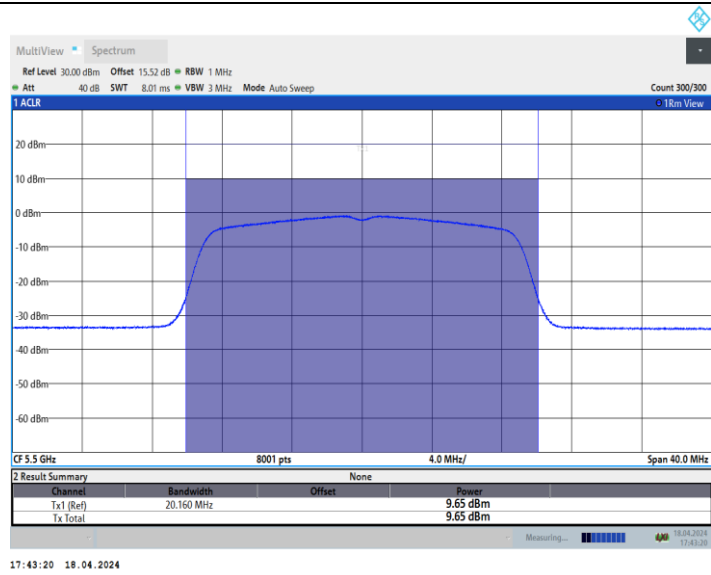 MultiView Spectrum
Ref Level 30.00 dBm Offset 15.52 dB RBW 1 MHz
Att 40 dB SWT 8.01 ms VBW 3 MHz Mode Auto Sweep Count 300/300
1 ACLR 1Rm View
20 dBm
10 dBm
0 dBm
-10 dBm
-20 dBm
-30 dBm
-40 dBm
-50 dBm
-60 dBm
CF 5.5 GHz 8001 pts 4.0 MHz/ Span 40.0 MHz
2 Result Summary None
Channel Bandwidth Offset Power
Tx1 (Ref) 20.160 MHz 9.65 dBm
Tx Total 9.65 dBm
Measuring... 18.04.2024
17:43:20
17:43:20 18.04.2024